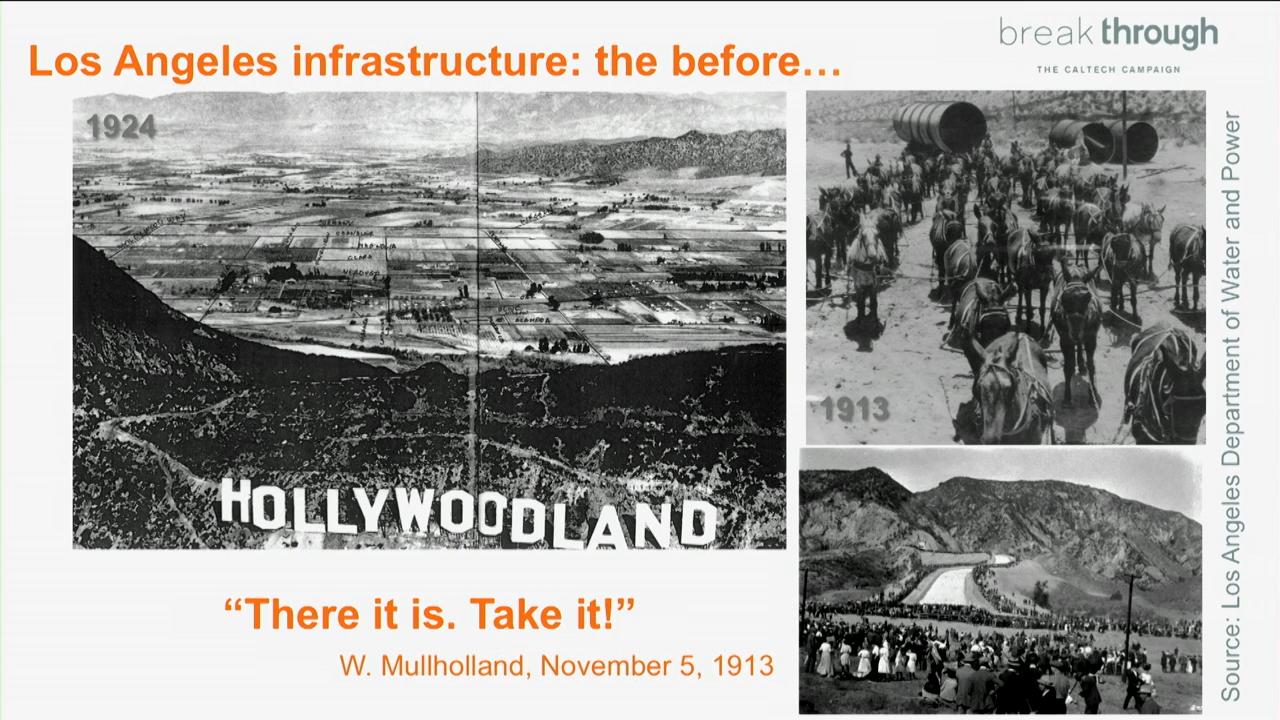 Los Angeles infrastructure: the before…
break through
THE CALTECH CAMPAIGN
1924
HOLLYWOODLAND
1913
“There it is. Take it!”
W. Mullholland, November 5, 1913
Source: Los Angeles Department of Water and Power